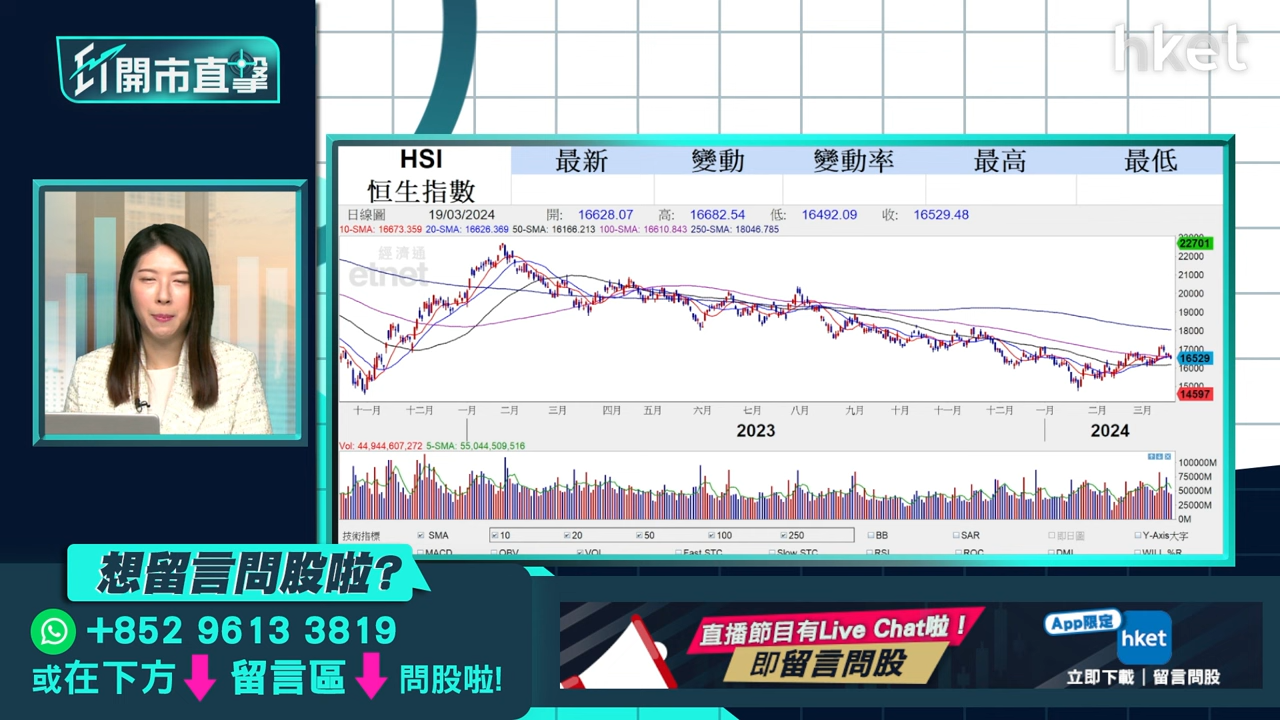 ET開市直擊
hket
HSI
恒生指數
最新 變動 變動率 最高 最低
日線圖 19/03/2024 開: 16628.07 高: 16682.54 低: 16492.09 收: 16529.48
10-SMA: 16673.359 20-SMA: 16626.369 50-SMA: 16166.213 100-SMA: 16610.843 250-SMA: 18046.785
經濟通
etnet
22701
22000
21000
20000
19000
18000
17000
16529
16000
15000
14597
十一月 十二月 一月 二月 三月 四月 五月 六月 七月 八月 九月 十月 十一月 十二月 一月 二月 三月
2023 2024
Vol: 44,944,607,272 5-SMA: 55,044,509,516
100000M
75000M
50000M
25000M
0M
技術指標 SMA 10 20 50 100 250 BB SAR 即日圖 Y-Axis大字
MACD OBV VOL Fast STC Slow STC RSI ROC DMI WILL %R
想留言問股啦?
+852 9613 3819
或在下方 留言區 問股啦!
直播節目有Live Chat啦！
即留言問股
App限定
hket
立即下載｜留言問股